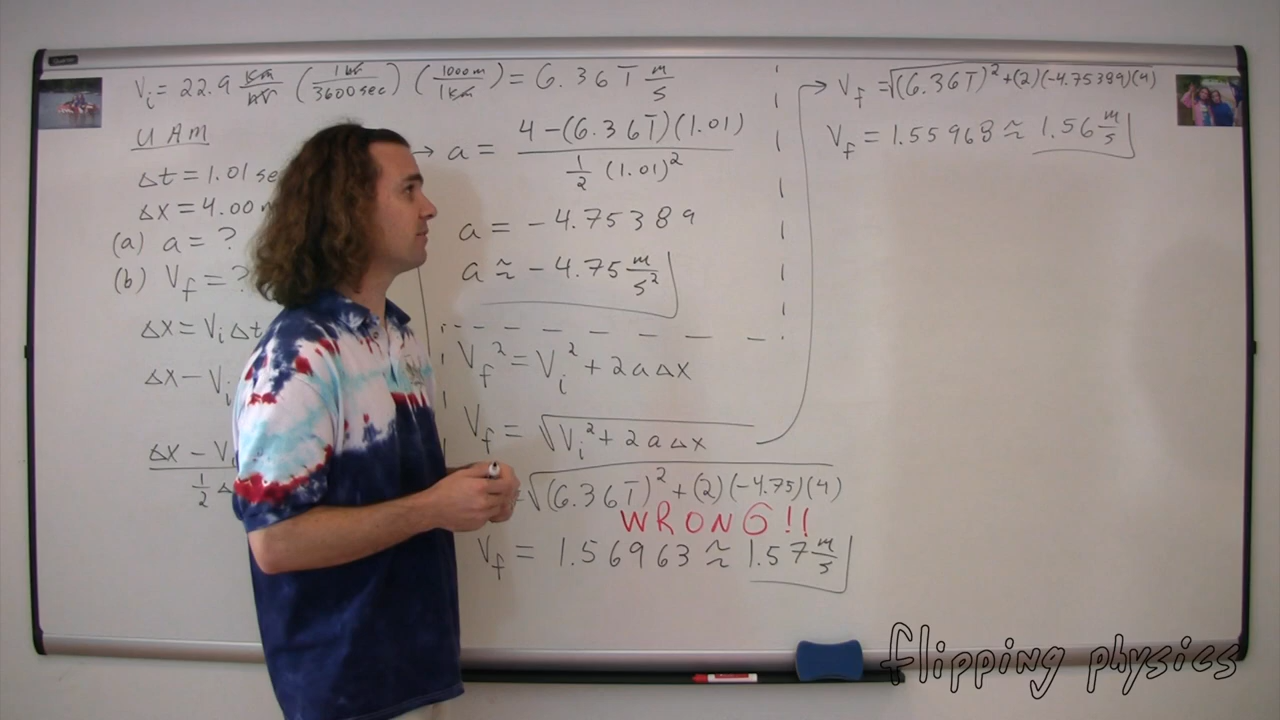 Vi = 22.9 km/hr (1 hr/3600 sec) (1000 m/1 km) = 6.36T m/s
UAM
Δt = 1.01 se
Δx = 4.00
(a) a = ?
(b) Vf = ?
Δx = Vi Δt
Δx - Vi
Δx - Vi
1/2 Δ
→ a = 4 - (6.36T)(1.01) / 1/2 (1.01)²
a = -4.75389
a ≈ -4.75 m/s²
Vf² = Vi² + 2aΔx
Vf = √Vi² + 2aΔx
= √(6.36T)² + (2)(-4.75)(4)
WRONG!!
Vf = 1.56963 ≈ 1.57 m/s
→ Vf = √(6.36T)² + (2)(-4.75389)(4)
Vf = 1.55968 ≈ 1.56 m/s
flipping physics